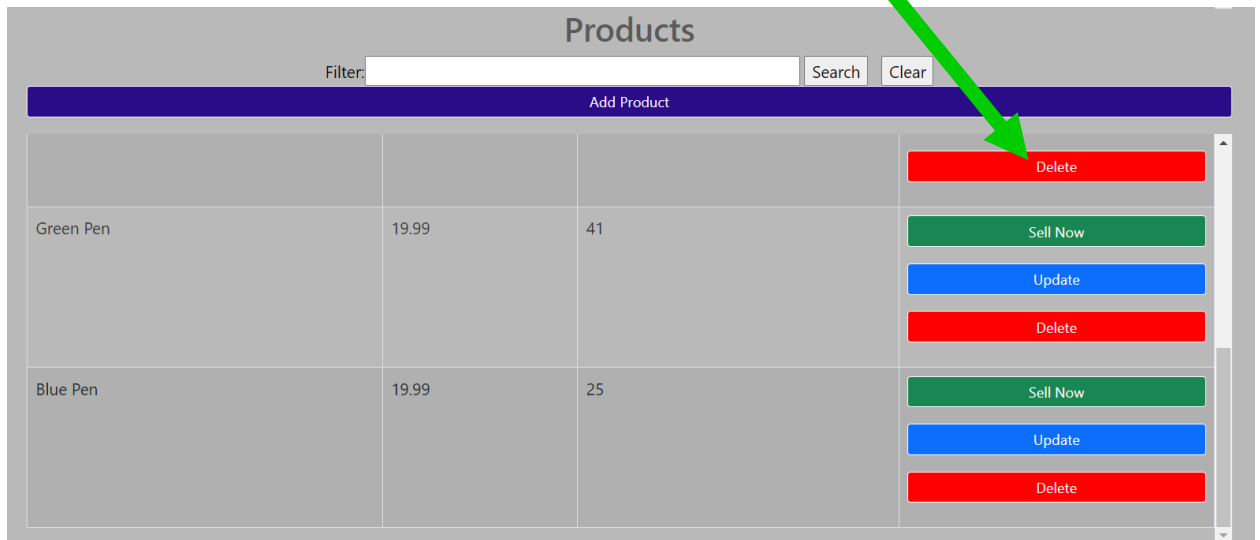 Products
Filter: Search Clear
Add Product
Delete
Green Pen 19.99 41 Sell Now
Update
Delete
Blue Pen 19.99 25 Sell Now
Update
Delete